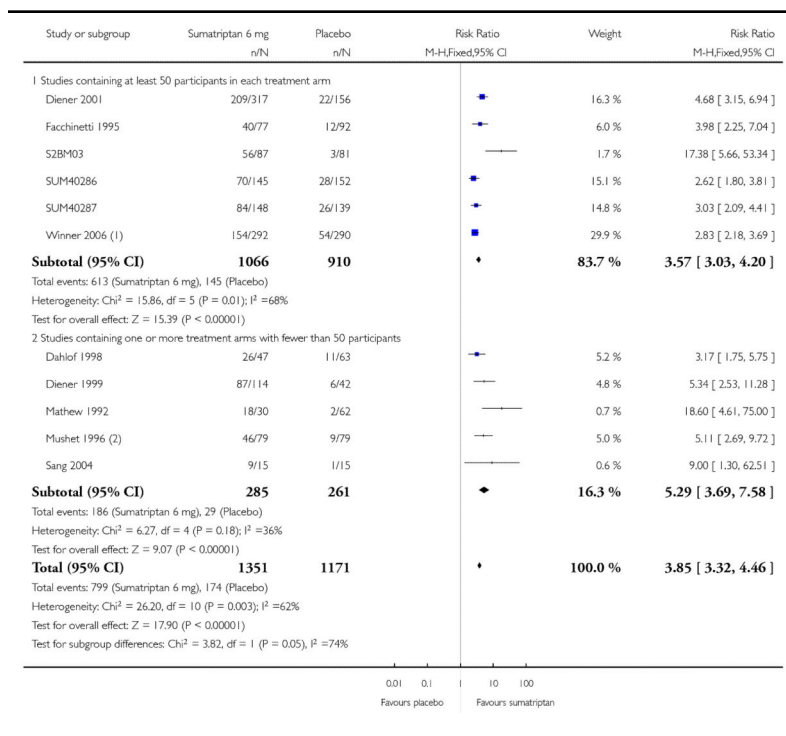 Study or subgroup Sumatriptan 6 mg Placebo Risk Ratio Weight Risk Ratio
n/N n/N M-H,Fixed,95% CI M-H,Fixed,95% CI
1 Studies containing at least 50 participants in each treatment arm
Diener 2001 209/317 22/156 16.3 % 4.68 [ 3.15, 6.94 ]
Facchinetti 1995 40/77 12/92 6.0 % 3.98 [ 2.25, 7.04 ]
S2BM03 56/87 3/81 1.7 % 17.38 [ 5.66, 53.34 ]
SUM40286 70/145 28/152 15.1 % 2.62 [ 1.80, 3.81 ]
SUM40287 84/148 26/139 14.8 % 3.03 [ 2.09, 4.41 ]
Winner 2006 (1) 154/292 54/290 29.9 % 2.83 [ 2.18, 3.69 ]
Subtotal (95% CI) 1066 910 83.7 % 3.57 [ 3.03, 4.20 ]
Total events: 613 (Sumatriptan 6 mg), 145 (Placebo)
Heterogeneity: Chi² = 15.86, df = 5 (P = 0.01); I² =68%
Test for overall effect: Z = 15.39 (P < 0.00001)
2 Studies containing one or more treatment arms with fewer than 50 participants
Dahlof 1998 26/47 11/63 5.2 % 3.17 [ 1.75, 5.75 ]
Diener 1999 87/114 6/42 4.8 % 5.34 [ 2.53, 11.28 ]
Mathew 1992 18/30 2/62 0.7 % 18.60 [ 4.61, 75.00 ]
Mushet 1996 (2) 46/79 9/79 5.0 % 5.11 [ 2.69, 9.72 ]
Sang 2004 9/15 1/15 0.6 % 9.00 [ 1.30, 62.51 ]
Subtotal (95% CI) 285 261 16.3 % 5.29 [ 3.69, 7.58 ]
Total events: 186 (Sumatriptan 6 mg), 29 (Placebo)
Heterogeneity: Chi² = 6.27, df = 4 (P = 0.18); I² =36%
Test for overall effect: Z = 9.07 (P < 0.00001)
Total (95% CI) 1351 1171 100.0 % 3.85 [ 3.32, 4.46 ]
Total events: 799 (Sumatriptan 6 mg), 174 (Placebo)
Heterogeneity: Chi² = 26.20, df = 10 (P = 0.003); I² =62%
Test for overall effect: Z = 17.90 (P < 0.00001)
Test for subgroup differences: Chi² = 3.82, df = 1 (P = 0.05), I² =74%
0.01 0.1 1 10 100
Favours placebo Favours sumatriptan